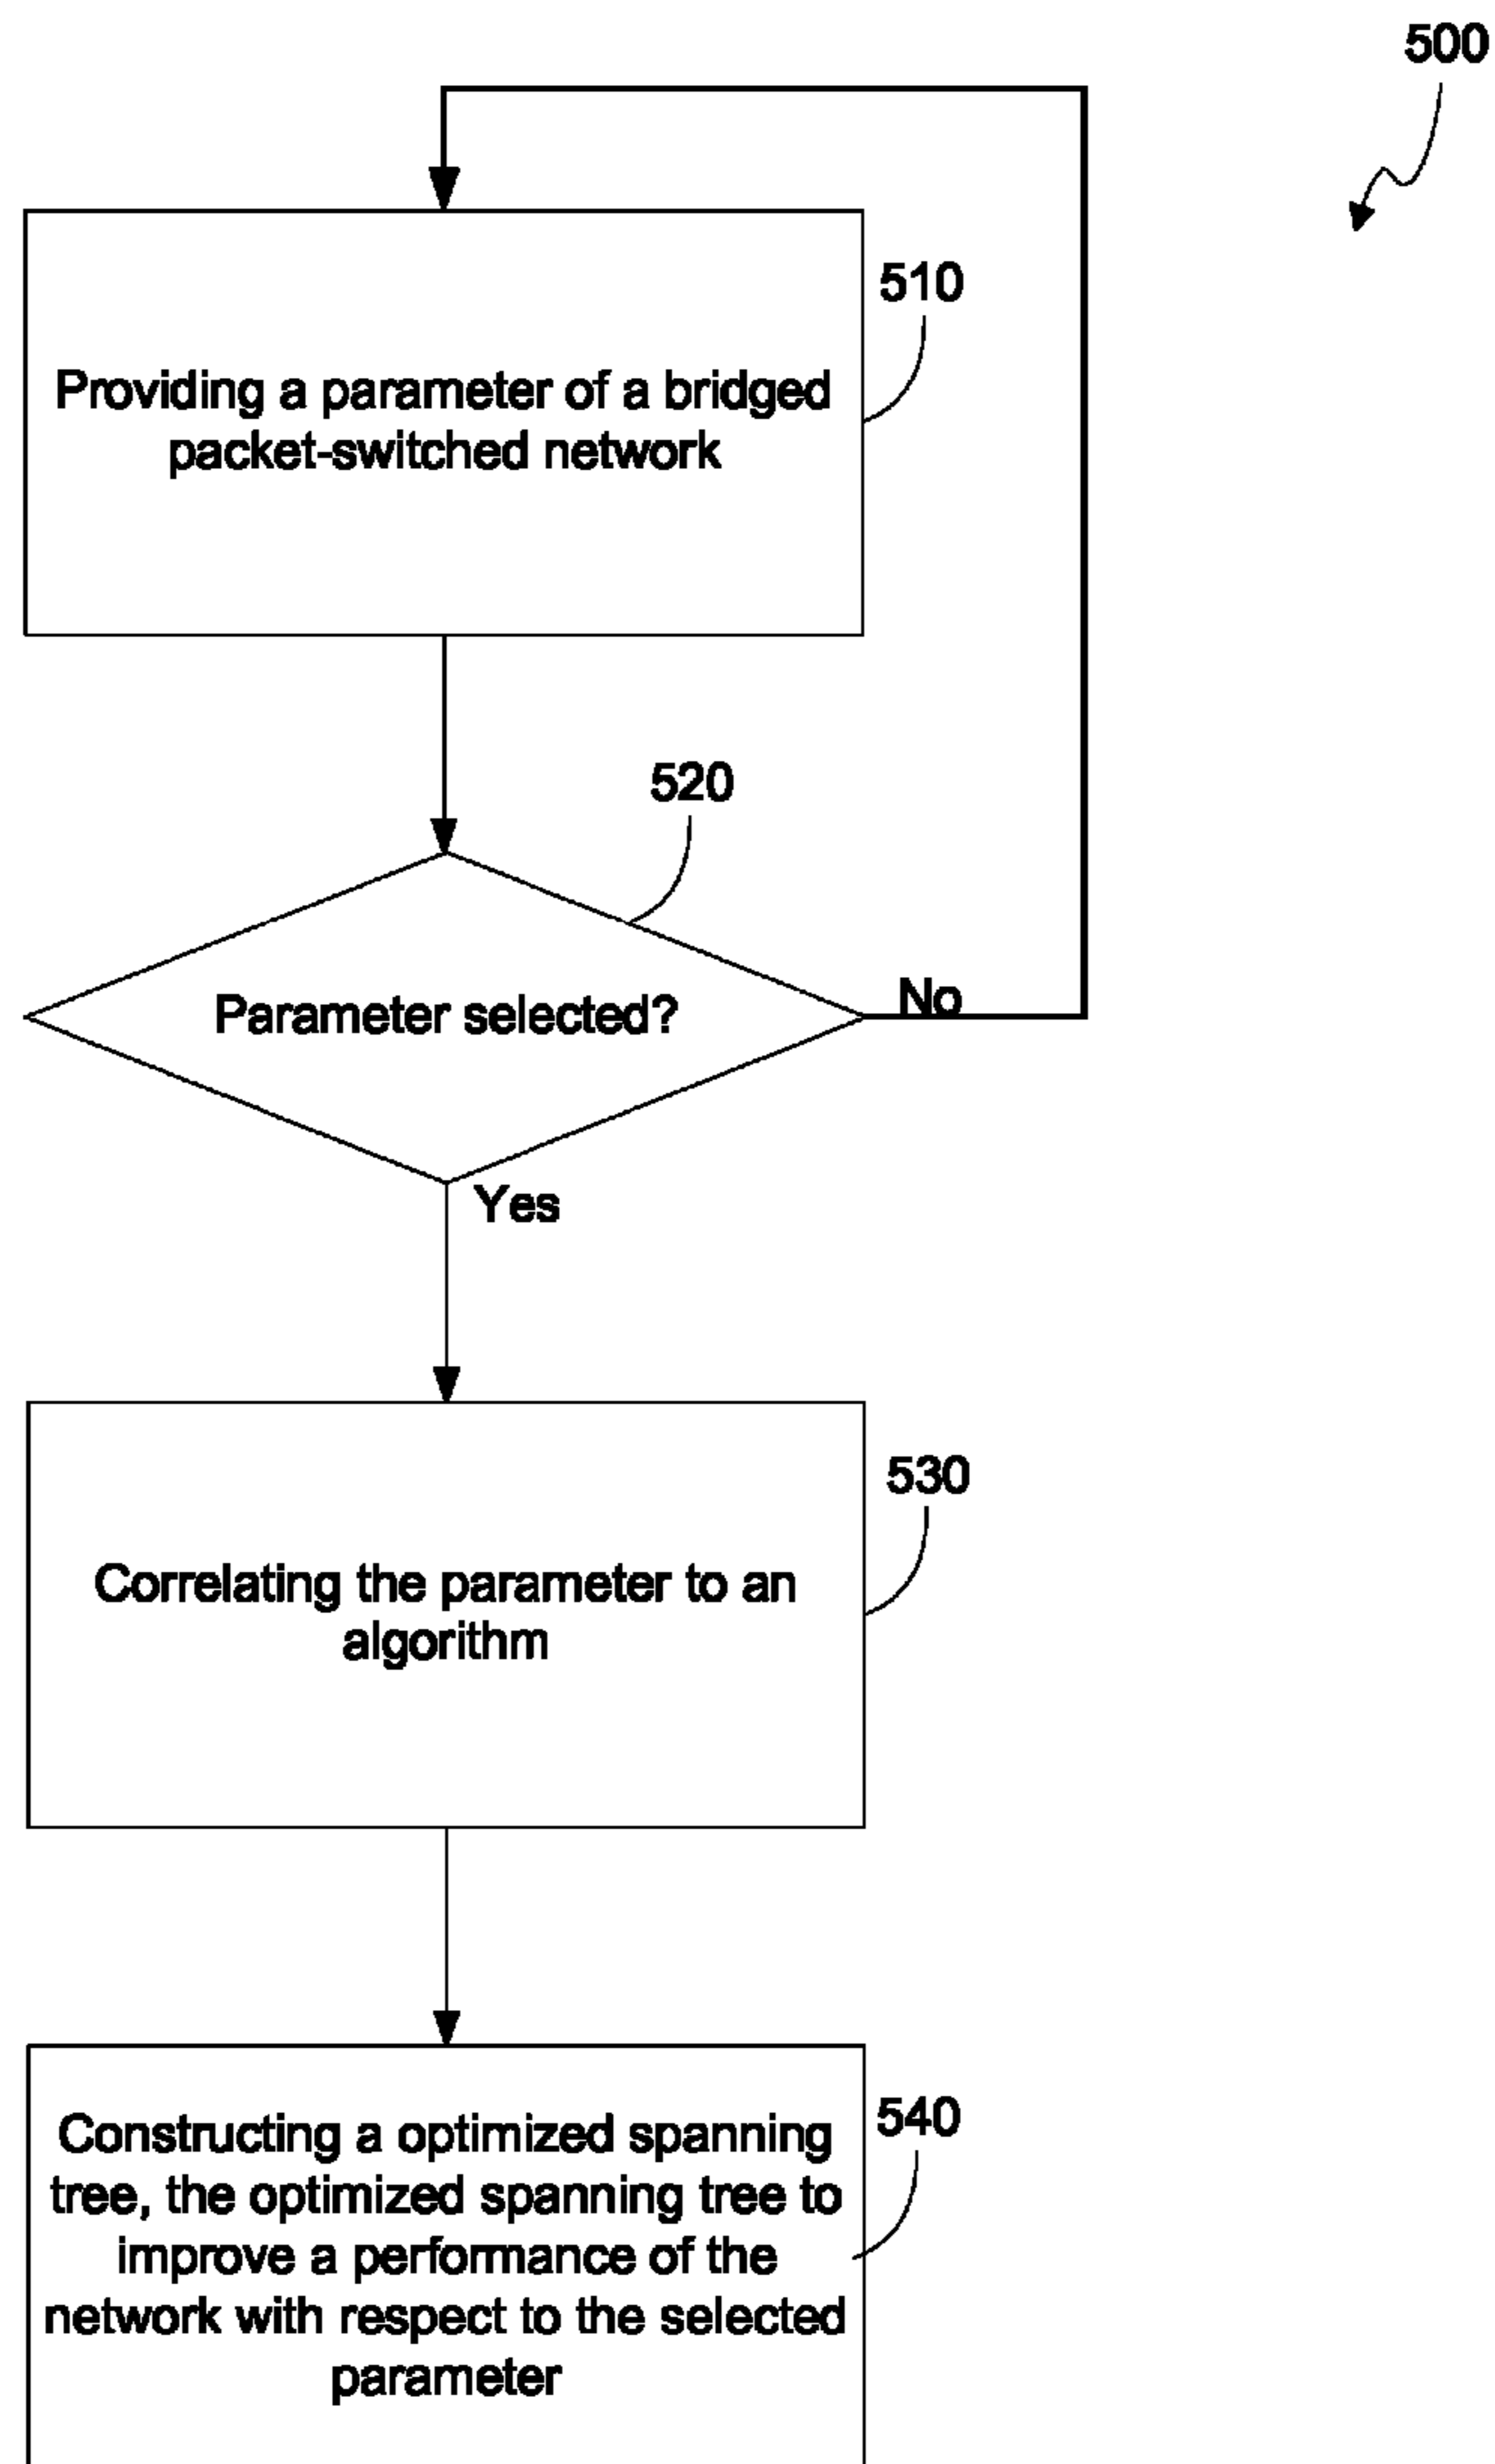 500
510
Providing a parameter of a bridged
packet-switched network
520
Parameter selected?
No
Yes
530
Correlating the parameter to an
algorithm
540
Constructing a optimized spanning
tree, the optimized spanning tree to
improve a performance of the
network with respect to the selected
parameter